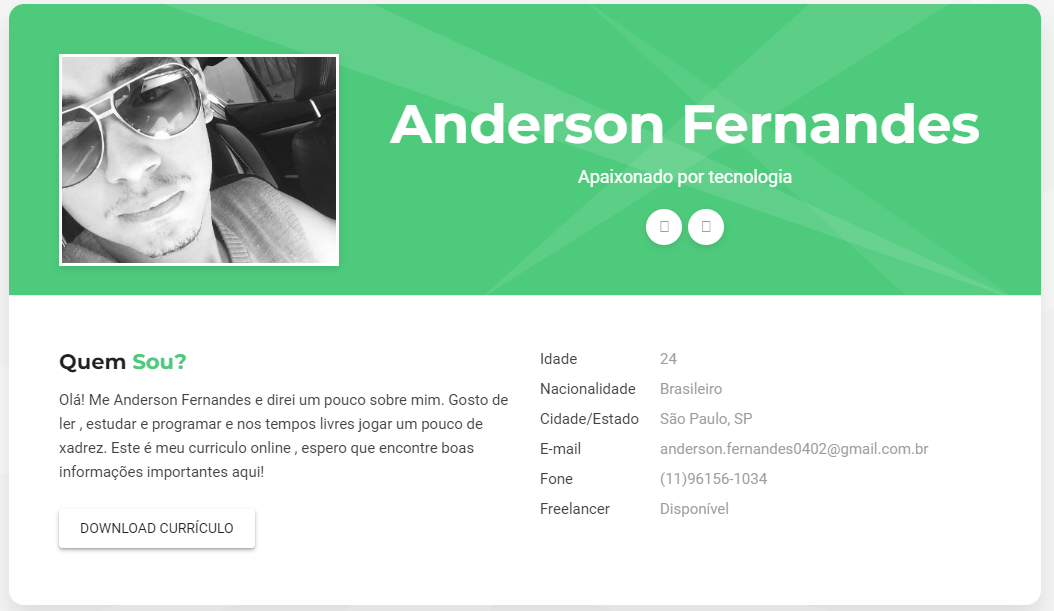 Anderson Fernandes
Apaixonado por tecnologia
Quem Sou?
Olá! Me Anderson Fernandes e direi um pouco sobre mim. Gosto de
ler , estudar e programar e nos tempos livres jogar um pouco de
xadrez. Este é meu curriculo online , espero que encontre boas
informações importantes aqui!
DOWNLOAD CURRÍCULO
Idade 24
Nacionalidade Brasileiro
Cidade/Estado São Paulo, SP
E-mail anderson.fernandes0402@gmail.com.br
Fone (11)96156-1034
Freelancer Disponível